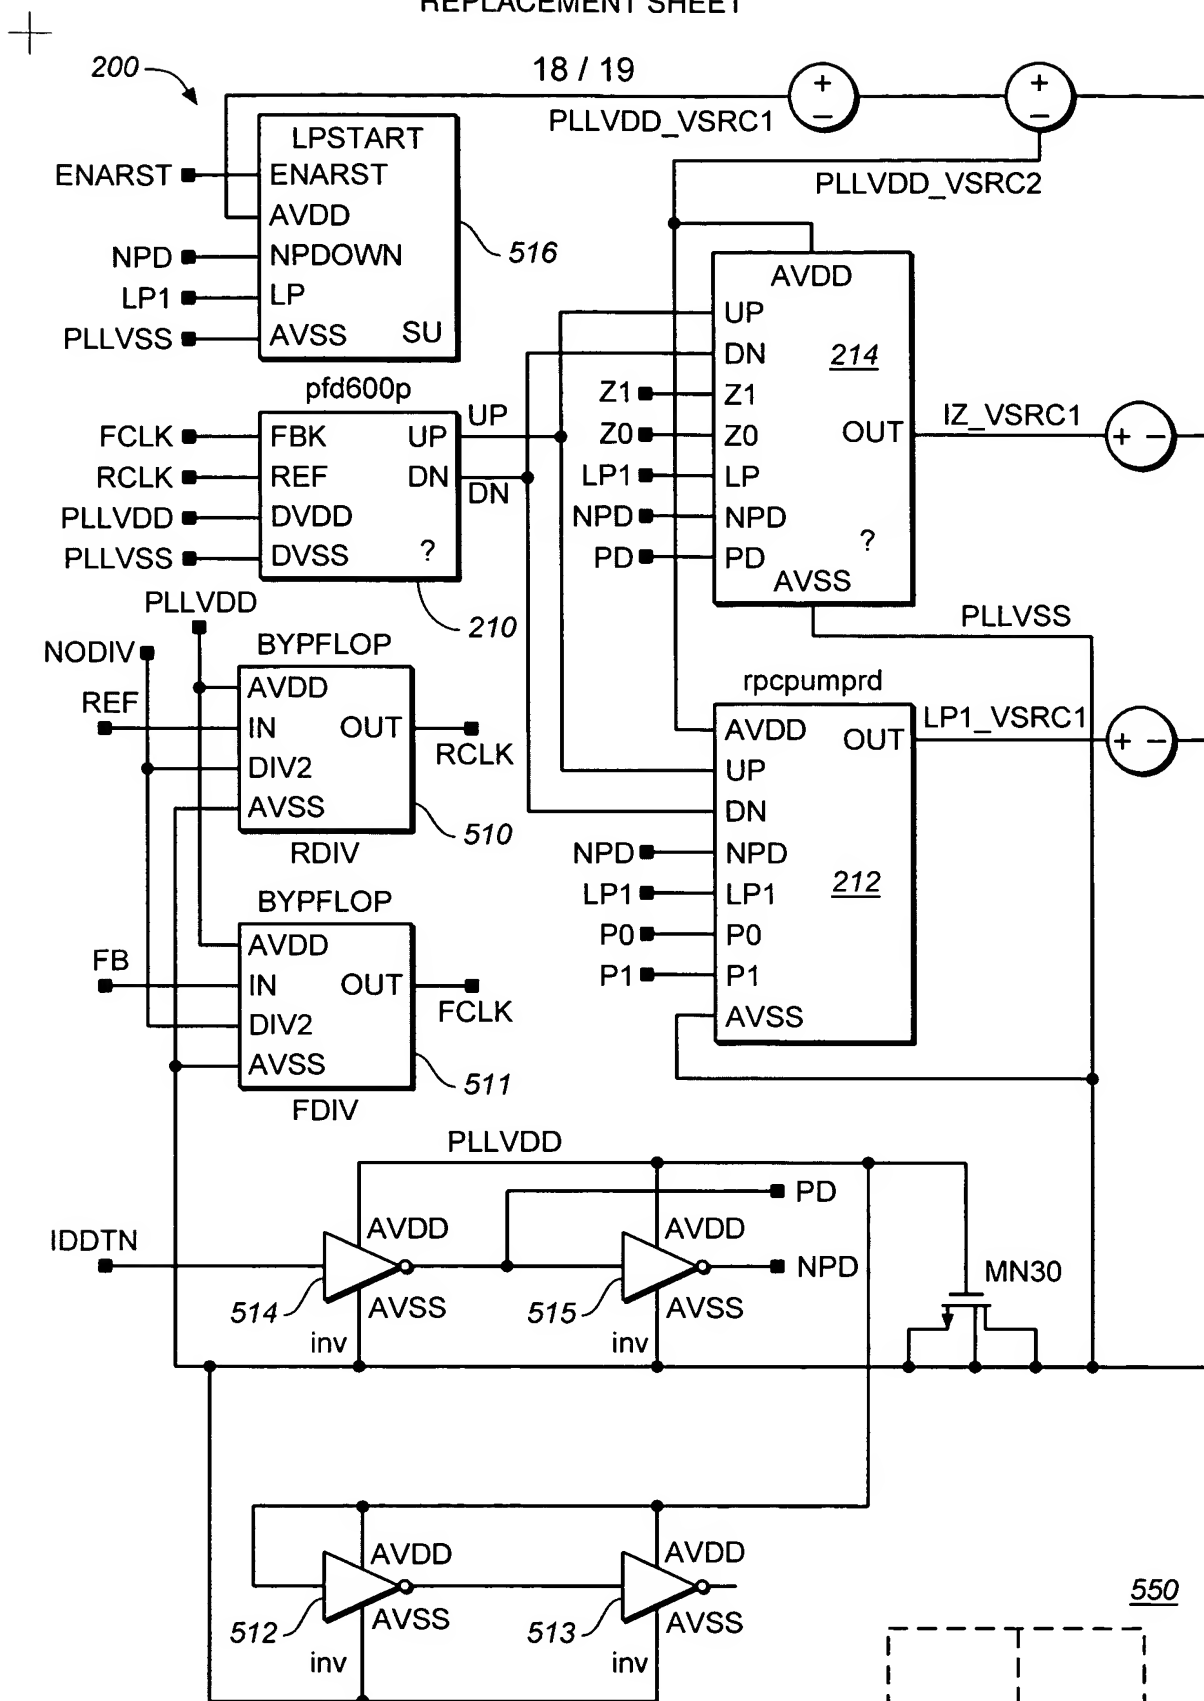 REPLACEMENT SHEET
18 / 19
200
PLLVDD_VSRC1
+
-
+
-
PLLVDD_VSRC2
LPSTART
ENARST
ENARST
AVDD
NPD
NPDOWN
LP1
LP
PLLVSS
AVSS
SU
516
pfd600p
FCLK
FBK
UP
UP
RCLK
REF
DN
DN
PLLVDD
DVDD
PLLVSS
DVSS
?
210
AVDD
UP
DN
214
Z1
Z1
Z0
Z0
OUT
IZ_VSRC1
+ -
LP1
LP
NPD
NPD
PD
PD
?
AVSS
PLLVSS
PLLVDD
NODIV
BYPFLOP
REF
AVDD
IN
OUT
RCLK
DIV2
AVSS
510
RDIV
rpcpumprd
AVDD
OUT
LP1_VSRC1
+ -
UP
DN
NPD
NPD
LP1
LP1
212
P0
P0
P1
P1
AVSS
BYPFLOP
FB
AVDD
IN
OUT
FCLK
DIV2
AVSS
511
FDIV
PLLVDD
PD
IDDTN
AVDD
AVDD
NPD
514
AVSS
515
AVSS
inv
inv
MN30
AVDD
AVDD
512
AVSS
513
AVSS
inv
inv
550